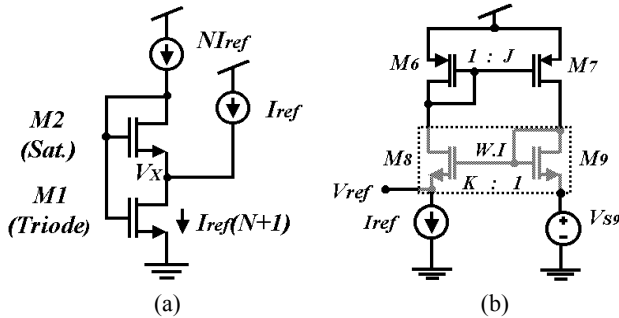 NIref
Iref
M2
(Sat.)
VX
M1
(Triode)
Iref(N+1)
(a)
M6
1 : J
M7
M8
W.I
M9
Vref
K : 1
Iref
+
−
VS9
(b)